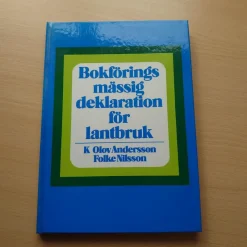 Bokförings
mässig
deklaration
för
lantbruk
K Olov Andersson
Folke Nilsson